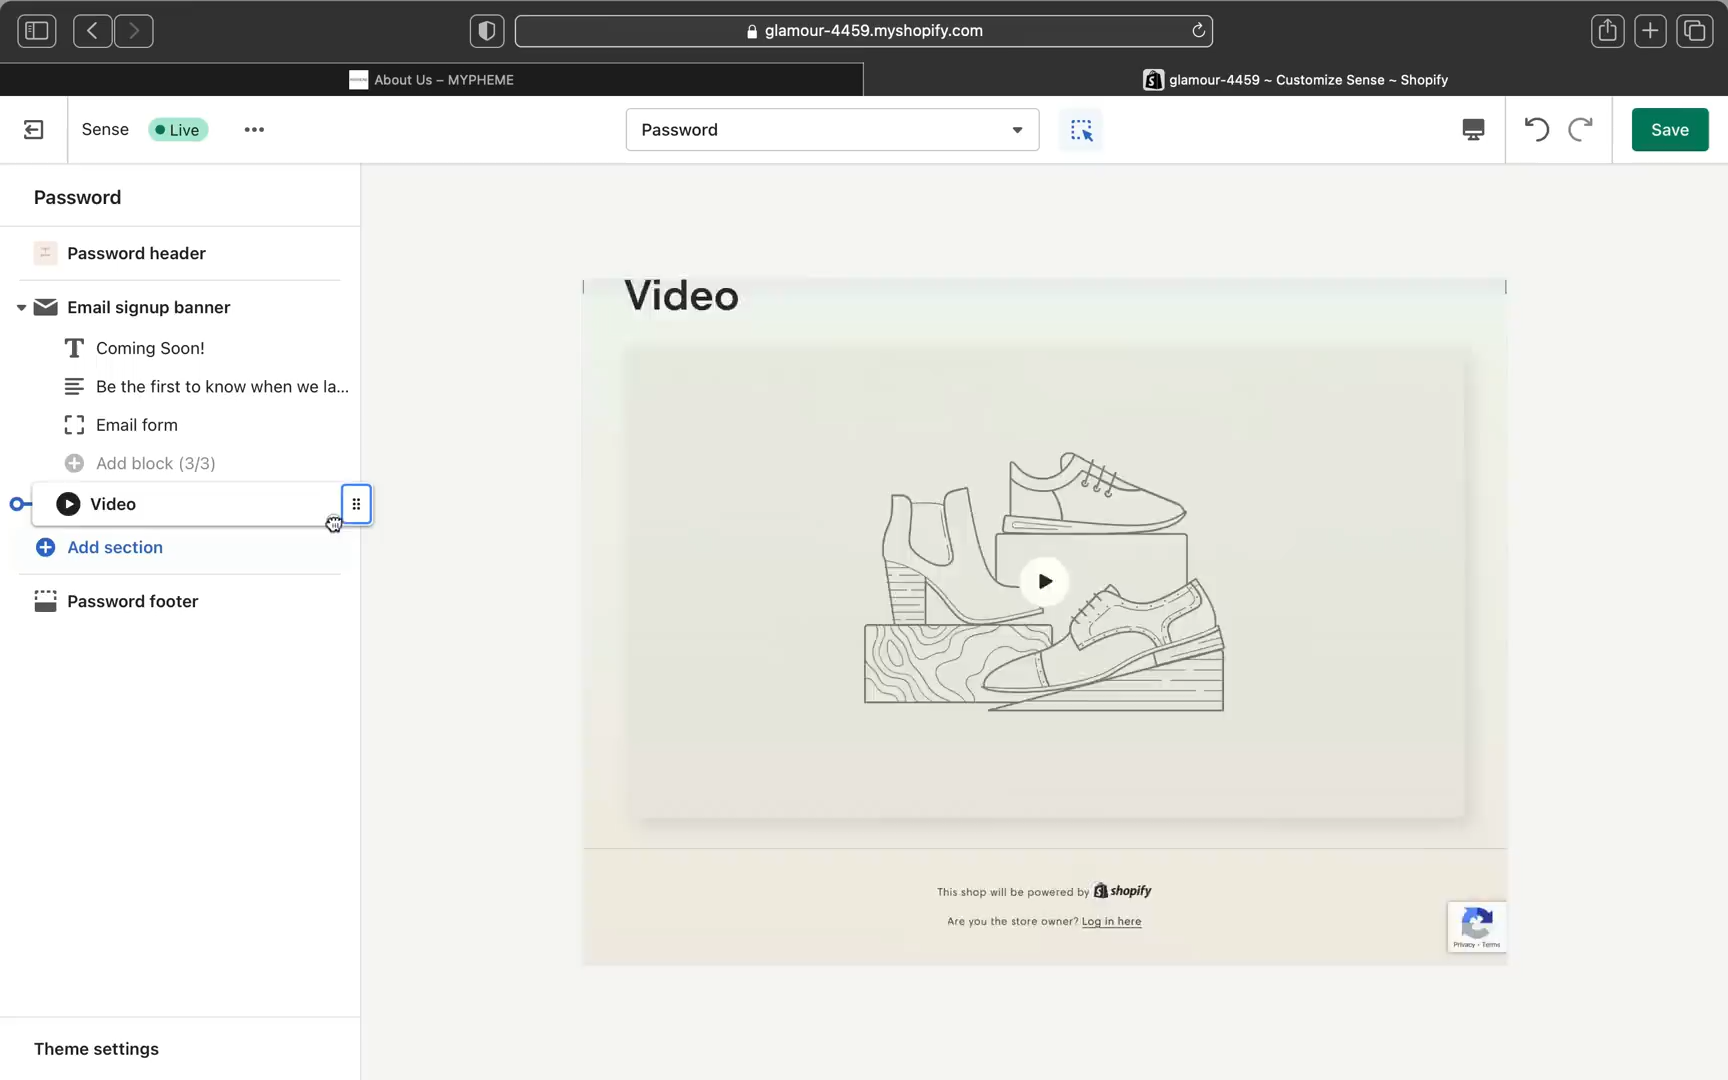 glamour-4459.myshopify.com
About Us – MYPHEME
glamour-4459 ~ Customize Sense ~ Shopify
Sense
Live
Password
Save
Password
Password header
Email signup banner
Coming Soon!
Be the first to know when we la...
Email form
Add block (3/3)
Video
Add section
Password footer
Theme settings
Video
This shop will be powered by shopify
Are you the store owner? Log in here
Privacy - Terms